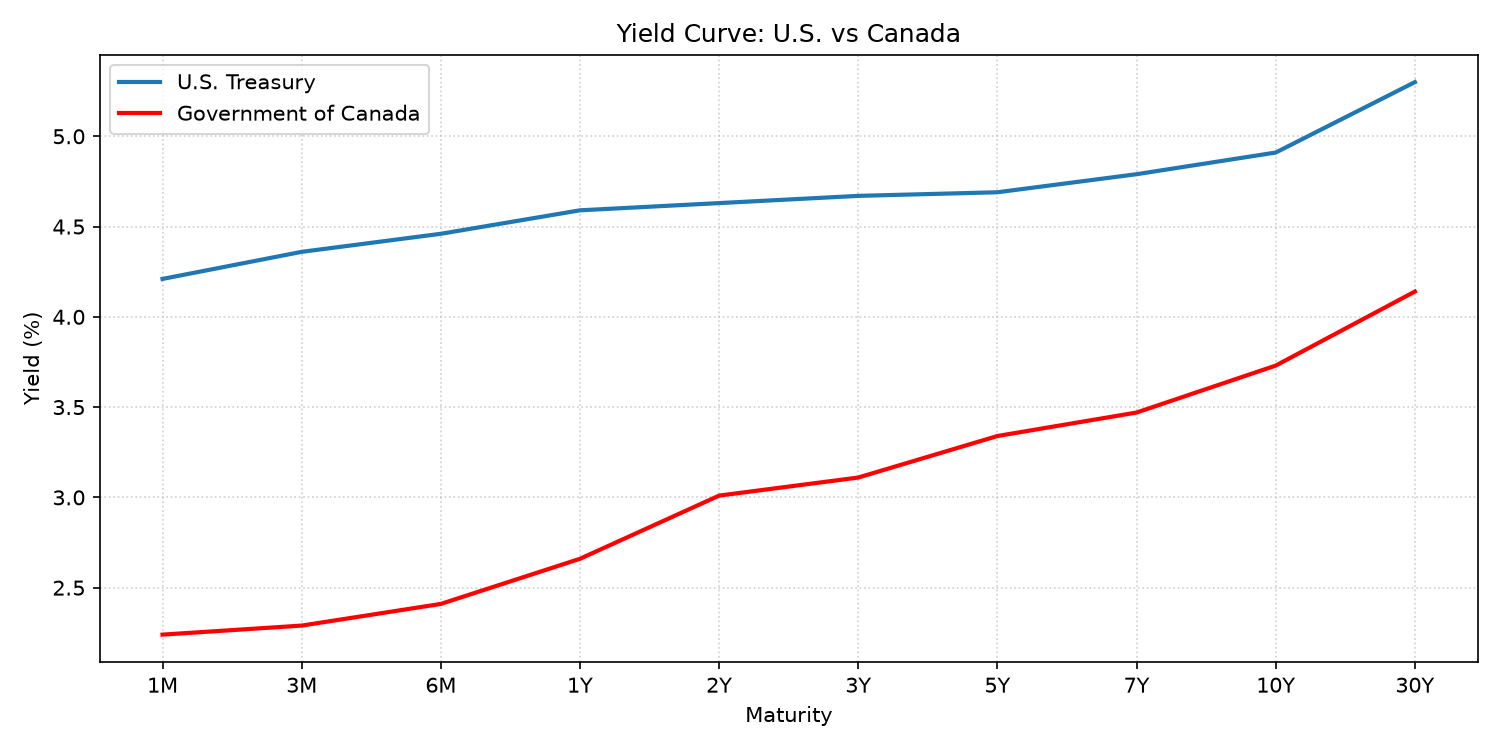 Yield Curve: U.S. vs Canada
U.S. Treasury
Government of Canada
5.0
4.5
4.0
3.5
3.0
2.5
Yield (%)
1M 3M 6M 1Y 2Y 3Y 5Y 7Y 10Y 30Y
Maturity